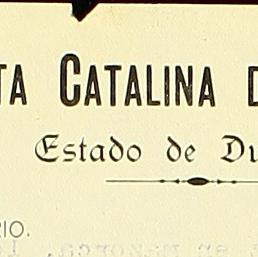 TA CATALINA D
Estado de Du
RIO.